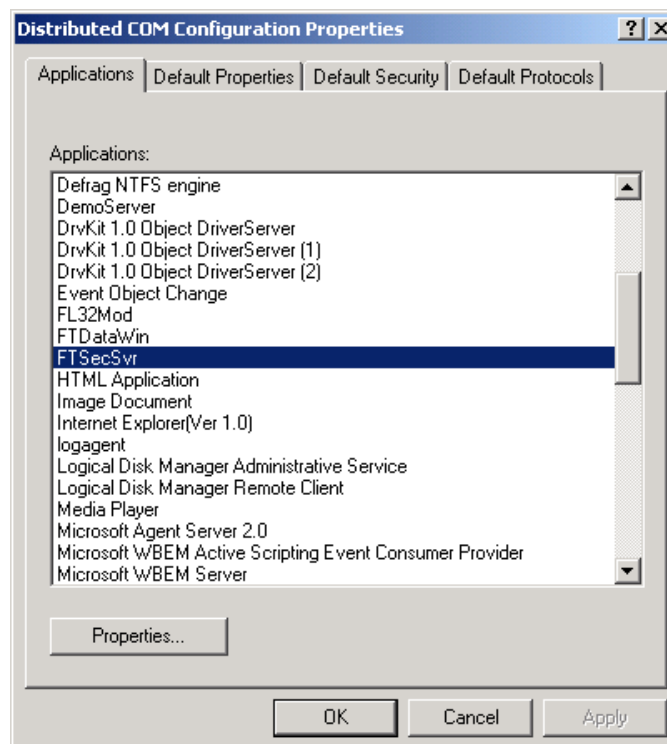 Distributed COM Configuration Properties
Applications Default Properties Default Security Default Protocols
Applications:
Defrag NTFS engine
DemoServer
DrvKit 1.0 Object DriverServer
DrvKit 1.0 Object DriverServer (1)
DrvKit 1.0 Object DriverServer (2)
Event Object Change
FL32Mod
FTDataWin
FTSecSvr
HTML Application
Image Document
Internet Explorer(Ver 1.0)
logagent
Logical Disk Manager Administrative Service
Logical Disk Manager Remote Client
Media Player
Microsoft Agent Server 2.0
Microsoft WBEM Active Scripting Event Consumer Provider
Microsoft WBEM Server
Properties...
OK Cancel Apply